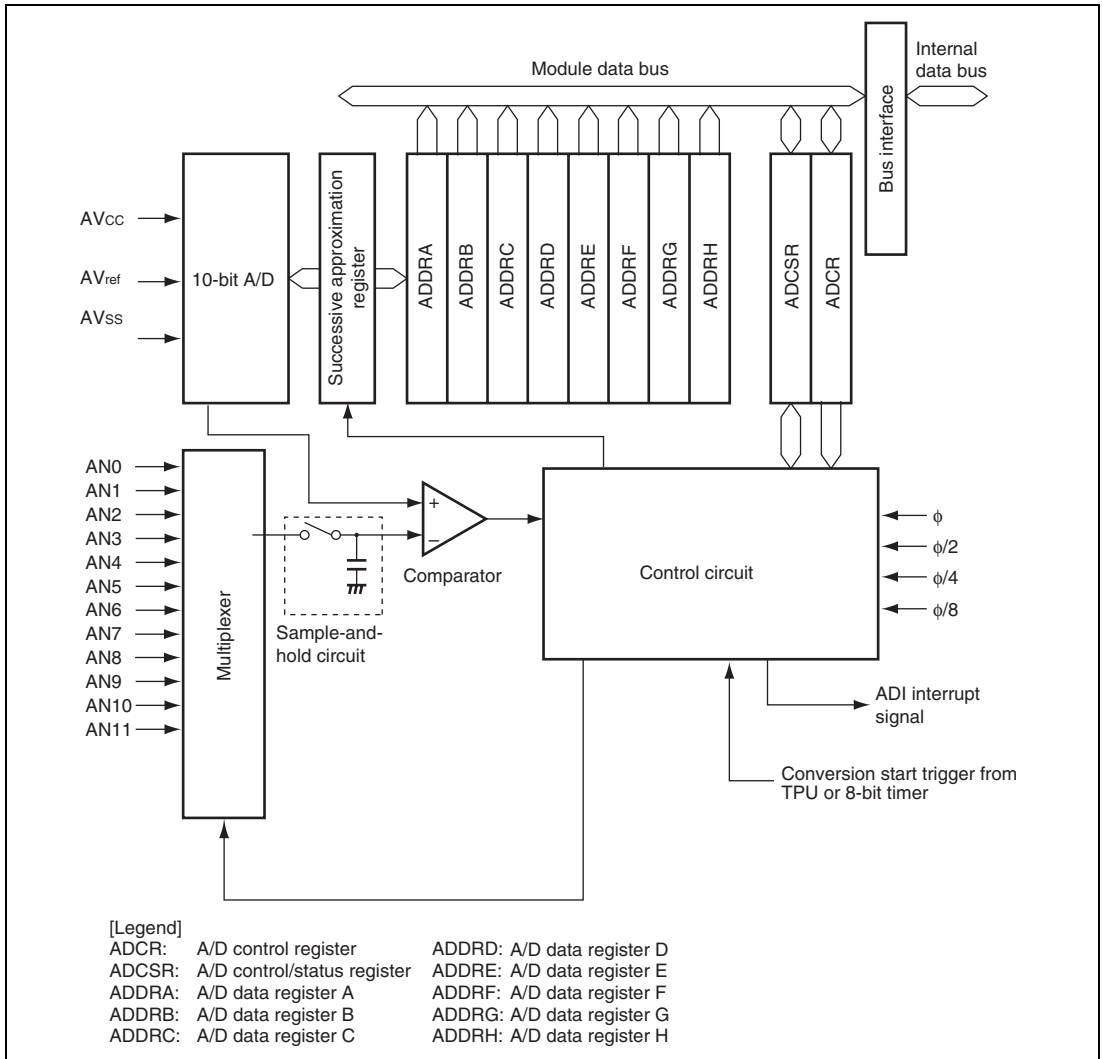 Module data bus
Internal
data bus
Bus interface
AVCC
AVref
AVSS
10-bit A/D
Successive approximation
register
ADDRA
ADDRB
ADDRC
ADDRD
ADDRE
ADDRF
ADDRG
ADDRH
ADCSR
ADCR
AN0
AN1
AN2
AN3
AN4
AN5
AN6
AN7
AN8
AN9
AN10
AN11
Multiplexer
+
–
Comparator
Sample-and-
hold circuit
Control circuit
ϕ
ϕ/2
ϕ/4
ϕ/8
ADI interrupt
signal
Conversion start trigger from
TPU or 8-bit timer
[Legend]
ADCR: A/D control register
ADCSR: A/D control/status register
ADDRA: A/D data register A
ADDRB: A/D data register B
ADDRC: A/D data register C
ADDRD: A/D data register D
ADDRE: A/D data register E
ADDRF: A/D data register F
ADDRG: A/D data register G
ADDRH: A/D data register H